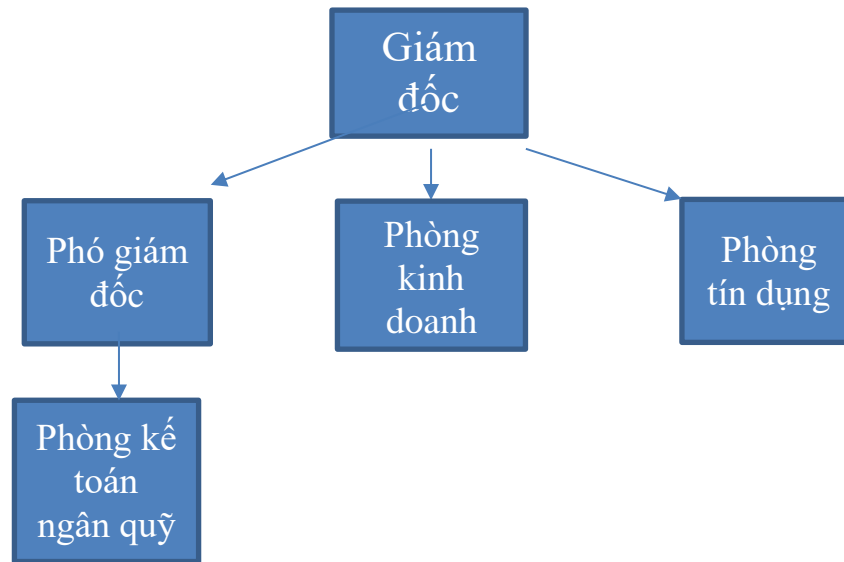 Giám
đốc
Phó giám
đốc
Phòng
kinh
doanh
Phòng
tín dụng
Phòng kế
toán
ngân quỹ